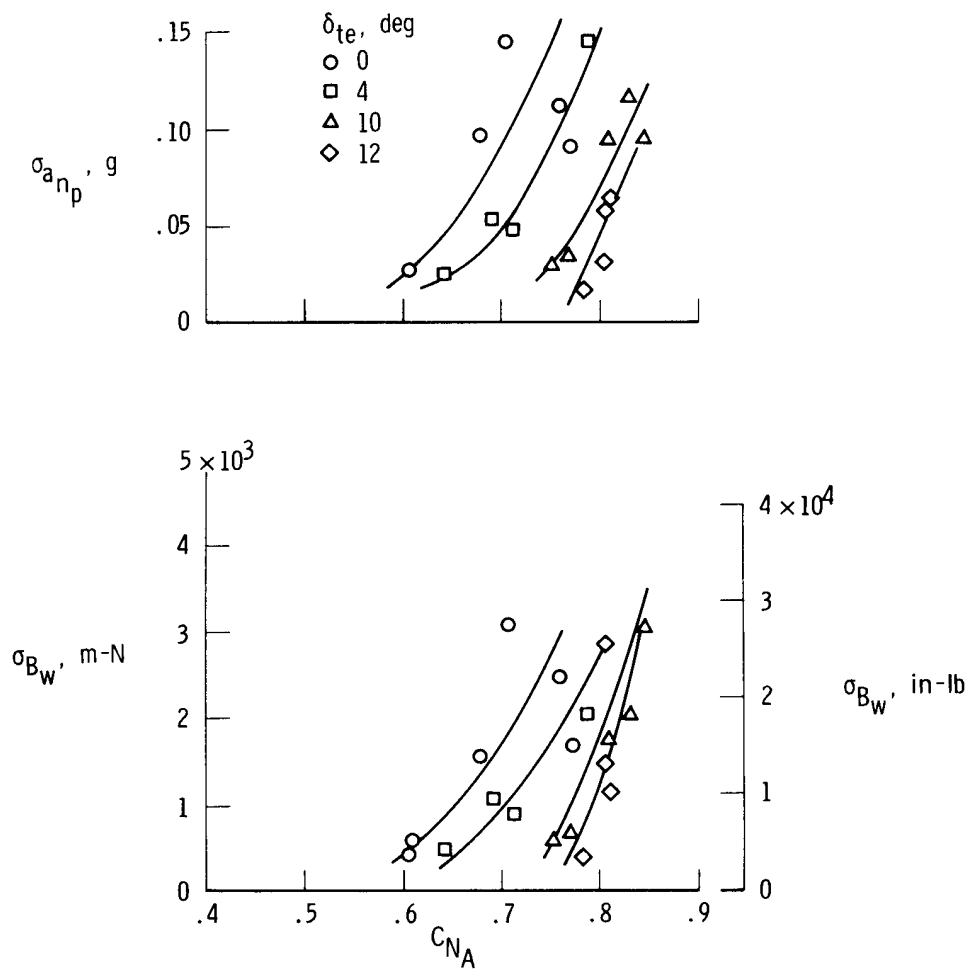 δte, deg
0
4
10
12
.15
.10
.05
0
σanp, g
5 × 10³
4
3
2
1
0
σBw, m-N
4 × 10⁴
3
2
1
0
σBw, in-lb
.4 .5 .6 .7 .8 .9
CNA